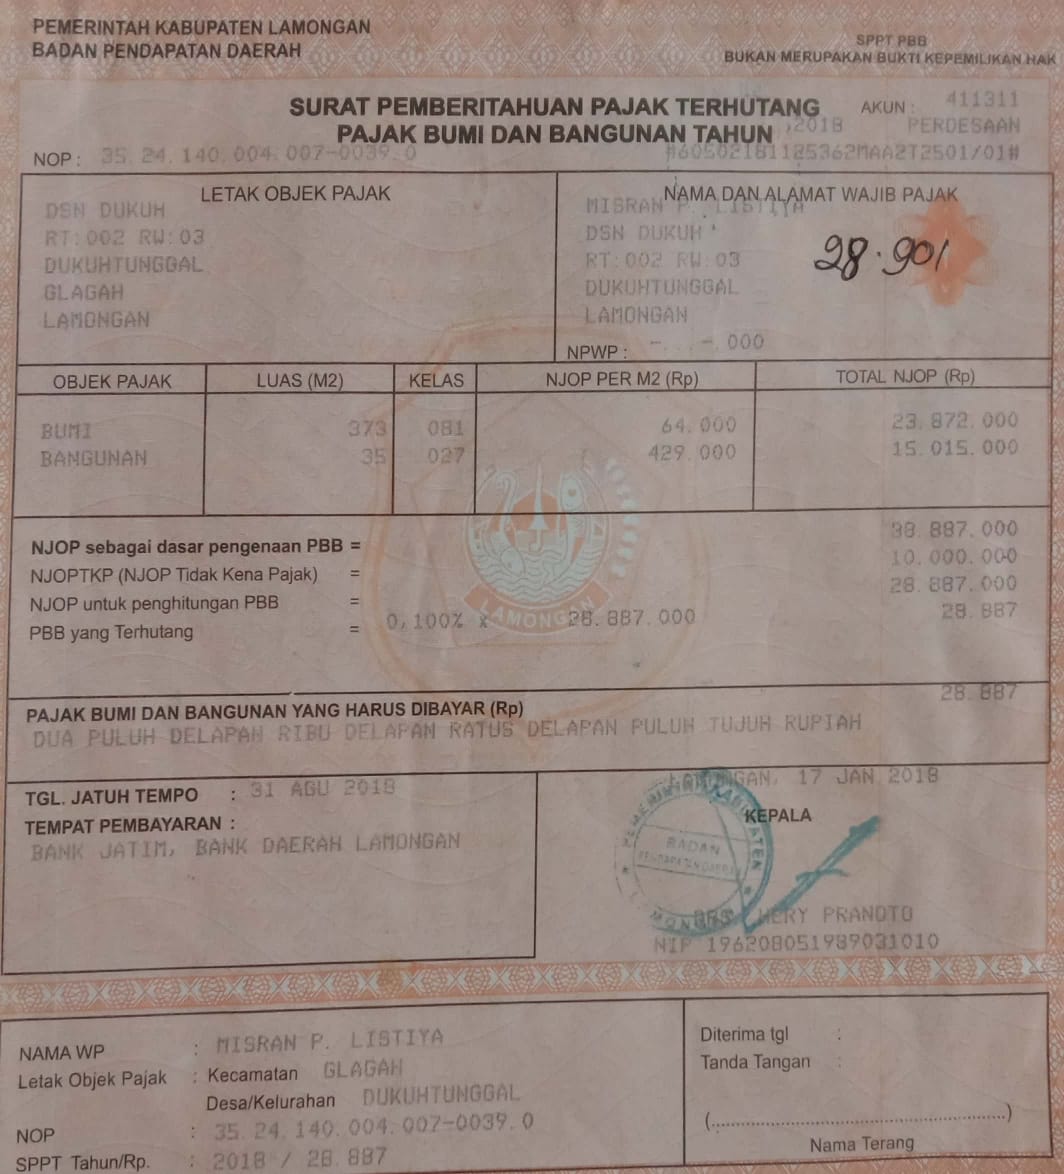 PEMERINTAH KABUPATEN LAMONGAN
BADAN PENDAPATAN DAERAH
SPPT PBB
BUKAN MERUPAKAN BUKTI KEPEMILIKAN HAK
SURAT PEMBERITAHUAN PAJAK TERHUTANG
AKUN : 411311
PAJAK BUMI DAN BANGUNAN TAHUN 2018 PERDESAAN
NOP : 35.24.140.004.007-0039.0 #60502181125362MAA2T2501/01#
LETAK OBJEK PAJAK
DSN DUKUH
RT:002 RW:03
DUKUHTUNGGAL
GLAGAH
LAMONGAN
NAMA DAN ALAMAT WAJIB PAJAK
MISRAN P. LISTIYA
DSN DUKUH
RT:002 RW:03
DUKUHTUNGGAL
LAMONGAN
28.901
NPWP : - . . - .000
OBJEK PAJAK LUAS (M2) KELAS NJOP PER M2 (Rp) TOTAL NJOP (Rp)
BUMI 373 081 64.000 23.872.000
BANGUNAN 35 027 429.000 15.015.000
NJOP sebagai dasar pengenaan PBB = 38.887.000
NJOPTKP (NJOP Tidak Kena Pajak) = 10.000.000
NJOP untuk penghitungan PBB = 28.887.000
PBB yang Terhutang = 0,100% x 28.887.000 28.887
LAMONGAN
PAJAK BUMI DAN BANGUNAN YANG HARUS DIBAYAR (Rp) 28.887
DUA PULUH DELAPAN RIBU DELAPAN RATUS DELAPAN PULUH TUJUH RUPIAH
TGL. JATUH TEMPO : 31 AGU 2018
TEMPAT PEMBAYARAN :
BANK JATIM, BANK DAERAH LAMONGAN
LAMONGAN, 17 JAN 2018
KEPALA
PEMERINTAH KABUPATEN
BADAN
PENDAPATAN DAERAH
LAMONGAN
DRS HERY PRANOTO
NIP 196208051989031010
NAMA WP : MISRAN P. LISTIYA
Letak Objek Pajak : Kecamatan GLAGAH
Desa/Kelurahan DUKUHTUNGGAL
NOP : 35.24.140.004.007-0039.0
SPPT Tahun/Rp. : 2018 / 28.887
Diterima tgl :
Tanda Tangan :
(..........................................................)
Nama Terang